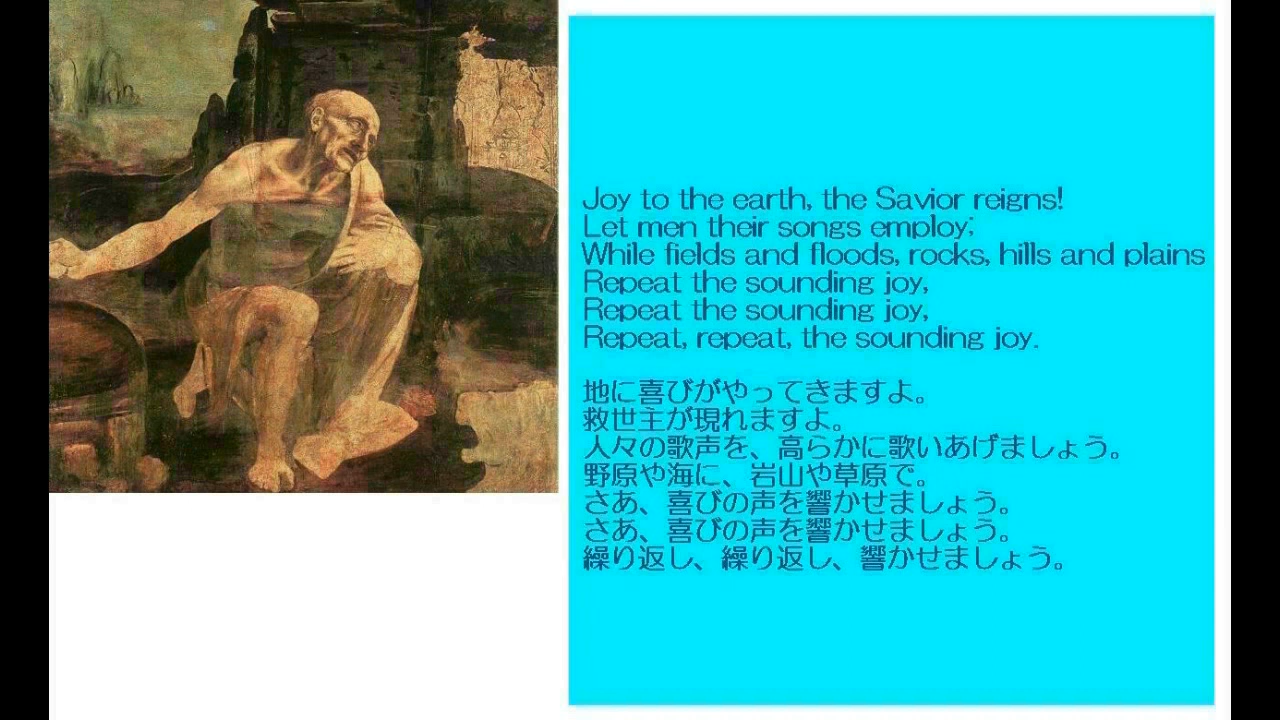 Joy to the earth, the Savior reigns!
Let men their songs employ;
While fields and floods, rocks, hills and plains
Repeat the sounding joy,
Repeat the sounding joy,
Repeat, repeat, the sounding joy.
地に喜びがやってきますよ。
救世主が現れますよ。
人々の歌声を、高らかに歌いあげましょう。
野原や海に、岩山や草原で。
さあ、喜びの声を響かせましょう。
さあ、喜びの声を響かせましょう。
繰り返し、繰り返し、響かせましょう。